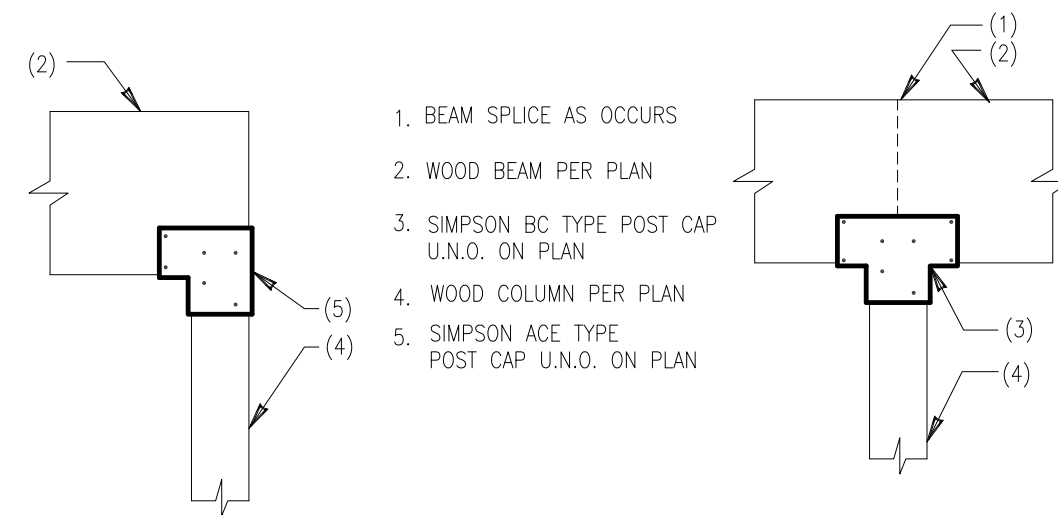 (2)
(5)
(4)
1. BEAM SPLICE AS OCCURS
2. WOOD BEAM PER PLAN
3. SIMPSON BC TYPE POST CAP
U.N.O. ON PLAN
4. WOOD COLUMN PER PLAN
5. SIMPSON ACE TYPE
POST CAP U.N.O. ON PLAN
(1)
(2)
(3)
(4)